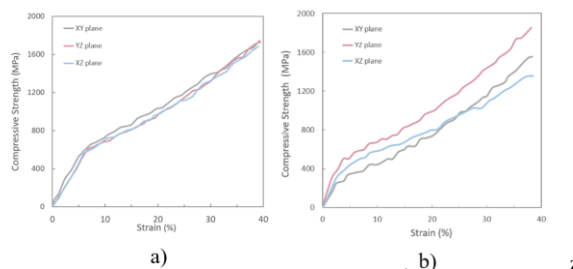 a)
2000
1600
1200
800
400
0
Compressive Strength (MPa)
XY plane
YZ plane
XZ plane
0 10 20 30 40
Strain (%)
a)
b)
2000
1600
1200
800
400
0
Compressive Strength (MPa)
XY plane
YZ plane
XZ plane
0 10 20 30 40
Strain (%)
b)
z